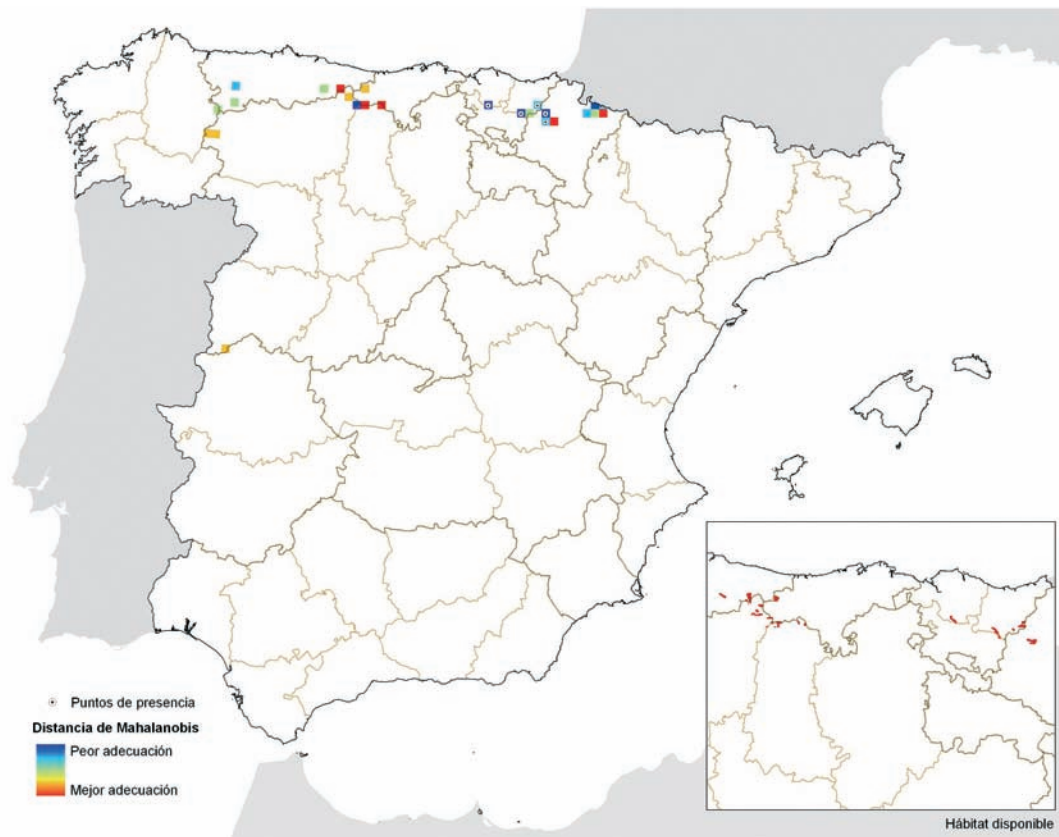 Puntos de presencia
Distancia de Mahalanobis
Peor adecuación
Mejor adecuación
Hábitat disponible